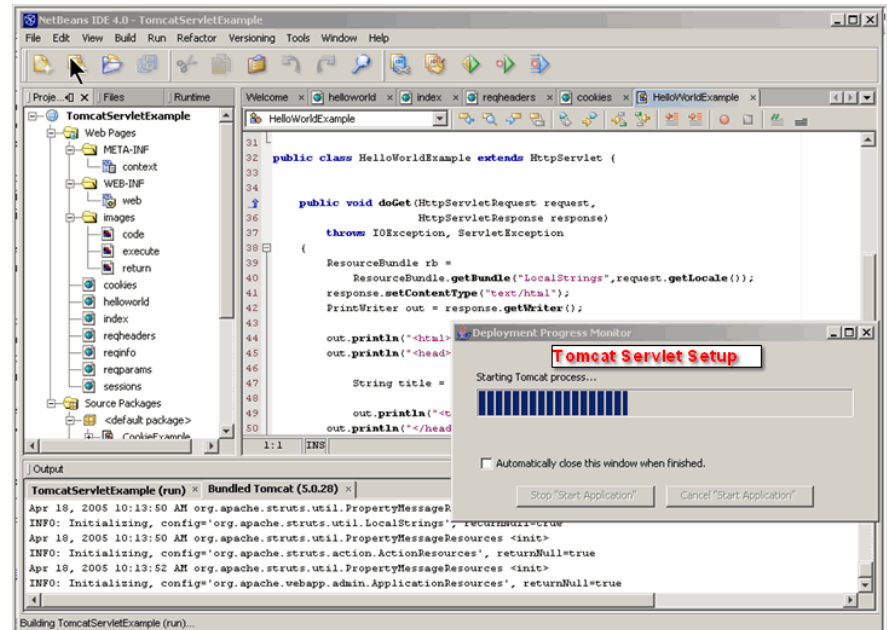 NetBeans IDE 4.0 - TomcatServletExample
File Edit View Build Run Refactor Versioning Tools Window Help
Proje... Files Runtime
Welcome helloworld index reqheaders cookies HelloWorldExample
TomcatServletExample
Web Pages
META-INF
context
WEB-INF
web
images
code
execute
return
cookies
helloworld
index
reqheaders
reqinfo
reqparams
sessions
Source Packages
<default package>
CookieExample
HelloWorldExample
31
32 public class HelloWorldExample extends HttpServlet {
33
34
public void doGet(HttpServletRequest request,
36 HttpServletResponse response)
37 throws IOException, ServletException
38 {
39 ResourceBundle rb =
40 ResourceBundle.getBundle("LocalStrings",request.getLocale());
41 response.setContentType("text/html");
42 PrintWriter out = response.getWriter();
43
44 out.println("<html>
45 out.println("<head>
46
47 String title =
48
49 out.println("<t
50 out.println("</head
1:1 INS
Deployment Progress Monitor
Tomcat Servlet Setup
Starting Tomcat process...
Automatically close this window when finished.
Stop "Start Application" Cancel "Start Application"
Output
TomcatServletExample (run) Bundled Tomcat (5.0.28)
Apr 18, 2005 10:13:50 AM org.apache.struts.util.PropertyMessageR
INFO: Initializing, config='org.apache.struts.util.LocalStrings', returnNull=true
Apr 18, 2005 10:13:50 AM org.apache.struts.util.PropertyMessageResources <init>
INFO: Initializing, config='org.apache.struts.action.ActionResources', returnNull=true
Apr 18, 2005 10:13:52 AM org.apache.struts.util.PropertyMessageResources <init>
INFO: Initializing, config='org.apache.webapp.admin.ApplicationResources', returnNull=true
Building TomcatServletExample (run)...